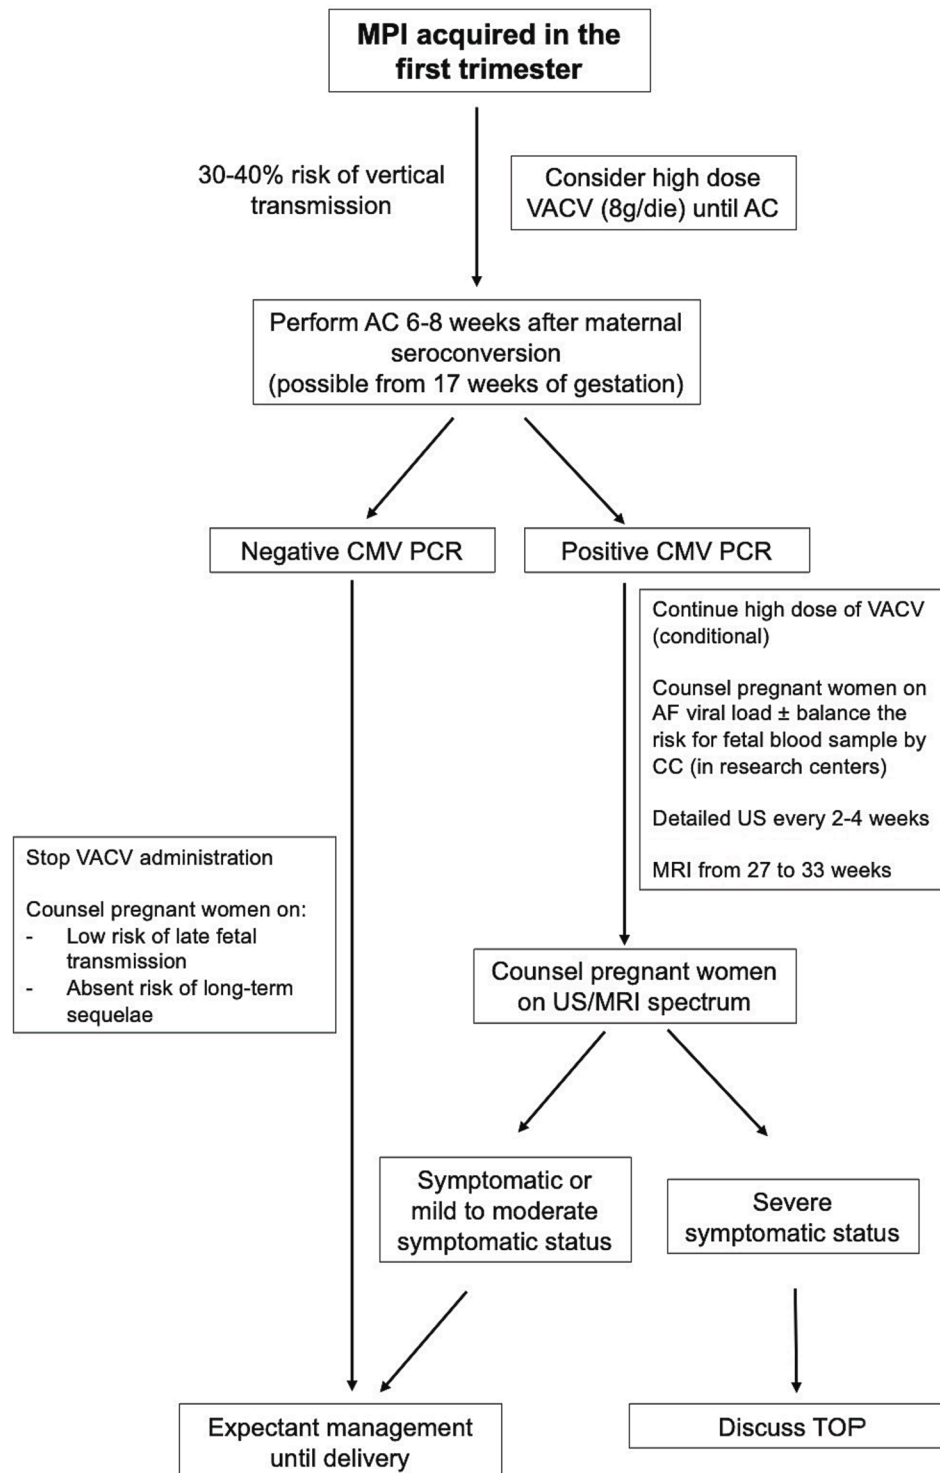 MPI acquired in the
first trimester
30-40% risk of vertical
transmission
Consider high dose
VACV (8g/die) until AC
Perform AC 6-8 weeks after maternal
seroconversion
(possible from 17 weeks of gestation)
Negative CMV PCR
Positive CMV PCR
Continue high dose of VACV
(conditional)
Counsel pregnant women on
AF viral load ± balance the
risk for fetal blood sample by
CC (in research centers)
Detailed US every 2-4 weeks
MRI from 27 to 33 weeks
Stop VACV administration
Counsel pregnant women on:
- Low risk of late fetal
transmission
- Absent risk of long-term
sequelae
Counsel pregnant women
on US/MRI spectrum
Symptomatic or
mild to moderate
symptomatic status
Severe
symptomatic status
Expectant management
until delivery
Discuss TOP